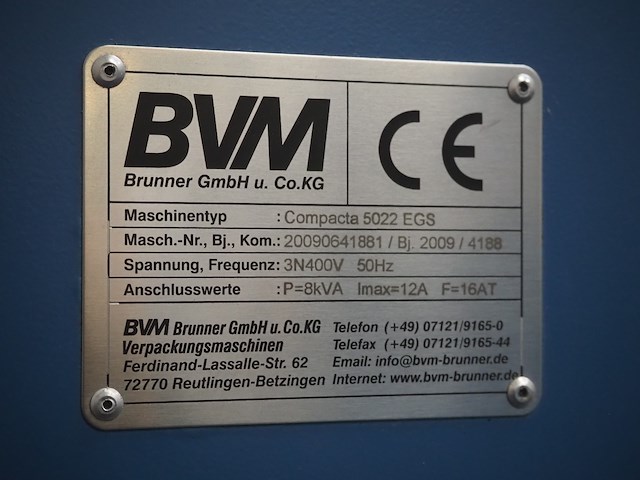 BVM
Brunner GmbH u. Co.KG
CE
Maschinentyp : Compacta 5022 EGS
Masch.-Nr., Bj., Kom.: 20090641881 / Bj. 2009 / 4188
Spannung, Frequenz: 3N400V 50Hz
Anschlusswerte : P=8kVA Imax=12A F=16AT
BVM Brunner GmbH u.Co.KG Telefon (+49) 07121/9165-0
Verpackungsmaschinen Telefax (+49) 07121/9165-44
Ferdinand-Lassalle-Str. 62 Email: info@bvm-brunner.de
72770 Reutlingen-Betzingen Internet: www.bvm-brunner.de